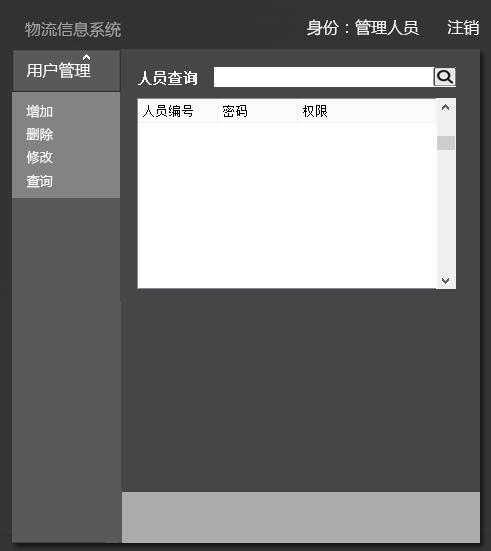 物流信息系统
身份：管理人员 注销
用户管理
增加
删除
修改
查询
人员查询
人员编号 密码 权限